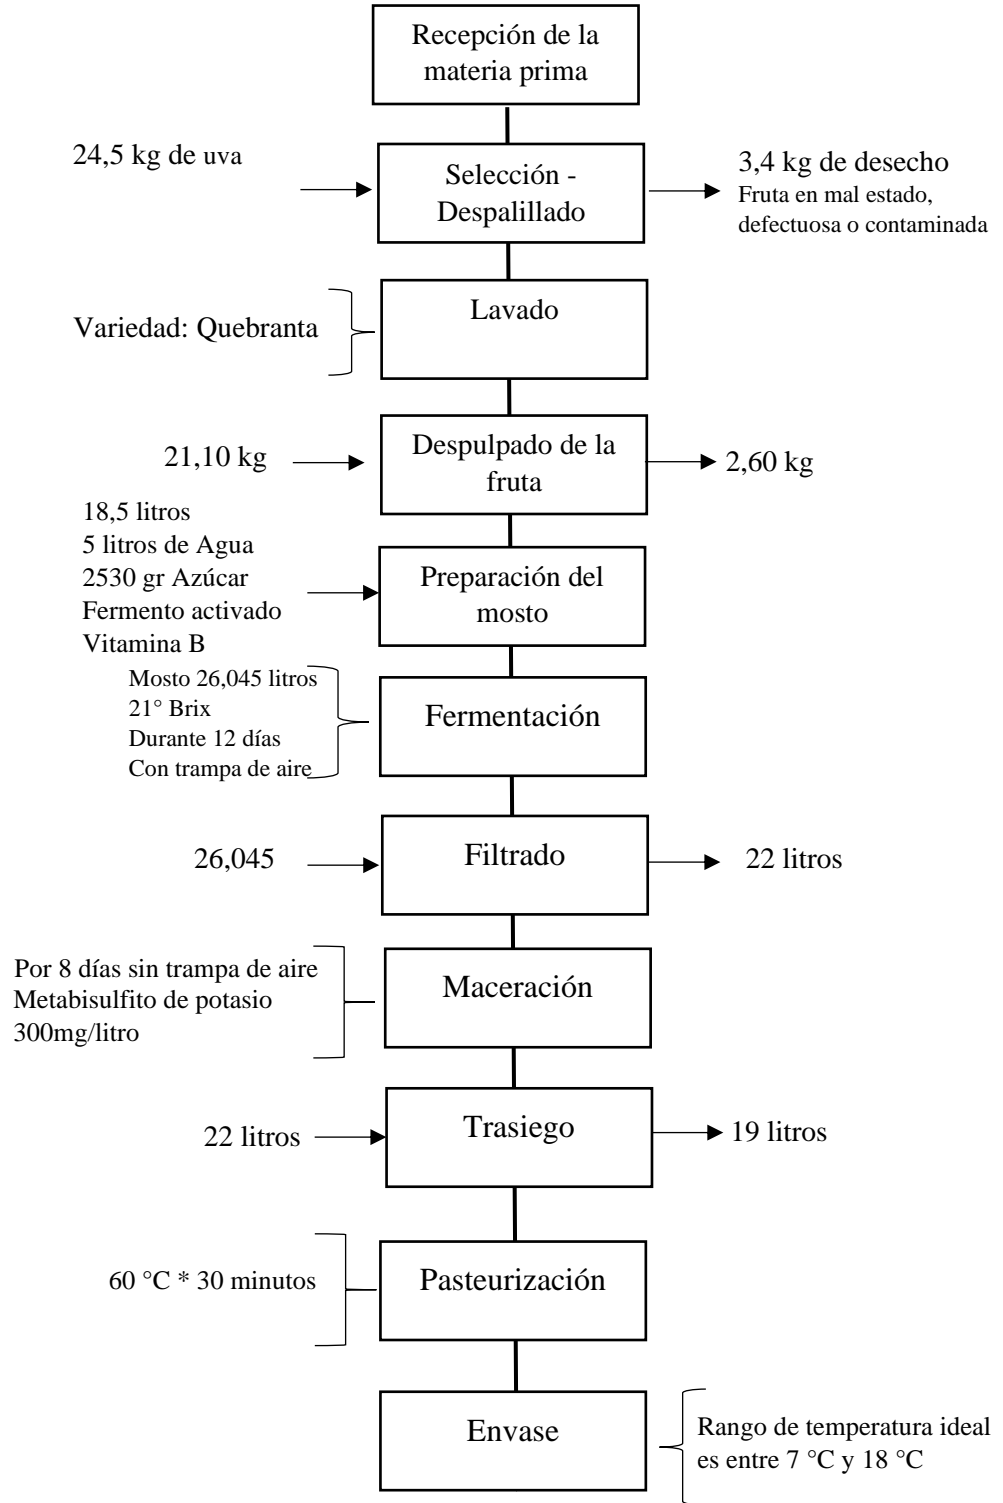 Recepción de la
materia prima
24,5 kg de uva
Selección -
Despalillado
3,4 kg de desecho
Fruta en mal estado,
defectuosa o contaminada
Variedad: Quebranta
Lavado
21,10 kg
Despulpado de la
fruta
2,60 kg
18,5 litros
5 litros de Agua
2530 gr Azúcar
Fermento activado
Vitamina B
Preparación del
mosto
Mosto 26,045 litros
21° Brix
Durante 12 días
Con trampa de aire
Fermentación
26,045
Filtrado
22 litros
Por 8 días sin trampa de aire
Metabisulfito de potasio
300mg/litro
Maceración
22 litros
Trasiego
19 litros
60 °C * 30 minutos
Pasteurización
Envase
Rango de temperatura ideal
es entre 7 °C y 18 °C